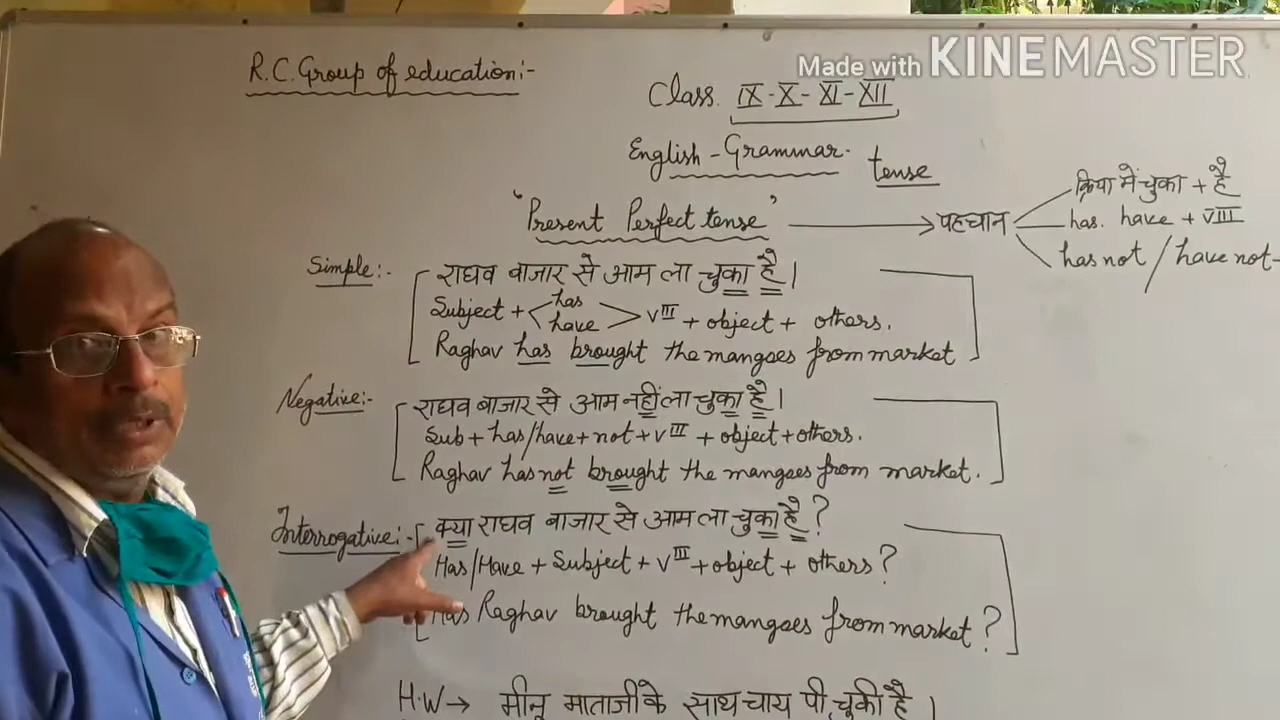 Made with KINEMASTER
R.C. Group of education:-
Class. IX - X - XI - XII
English - Grammar - tense
"Present Perfect tense" → पहचान
क्रिया में चुका + है
has. have + VIII
has not / have not -
Simple:- राघव बाजार से आम ला चुका है।
Subject + < has have > VIII + object + others.
Raghav has brought the mangoes from market
Negative:- राघव बाजार से आम नहीं ला चुका है।
Sub + has/have + not + VIII + object + others.
Raghav has not brought the mangoes from market.
Interrogative:- क्या राघव बाजार से आम ला चुका है ?
Has/Have + Subject + VIII + object + others ?
Has Raghav brought the mangoes from market ?
H.W → मीनू माताजी के साथ चाय पी चुकी है।